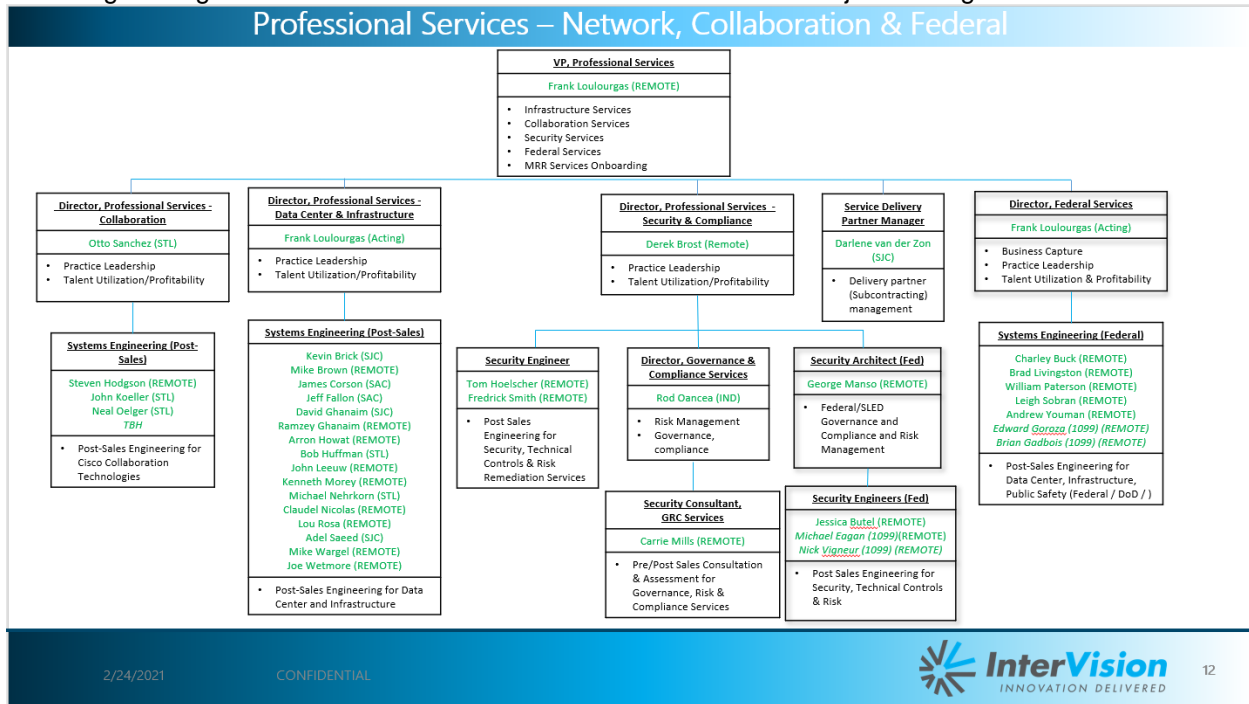 Professional Services – Network, Collaboration & Federal
VP, Professional Services
Frank Loulourgas (REMOTE)
• Infrastructure Services
• Collaboration Services
• Security Services
• Federal Services
• MRR Services Onboarding
Director, Professional Services -
Collaboration
Otto Sanchez (STL)
• Practice Leadership
• Talent Utilization/Profitability
Systems Engineering (Post-
Sales)
Steven Hodgson (REMOTE)
John Koeller (STL)
Neal Oelger (STL)
TBH
• Post-Sales Engineering for
Cisco Collaboration
Technologies
Director, Professional Services -
Data Center & Infrastructure
Frank Loulourgas (Acting)
• Practice Leadership
• Talent Utilization/Profitability
Systems Engineering (Post-Sales)
Kevin Brick (SJC)
Mike Brown (REMOTE)
James Corson (SAC)
Jeff Fallon (SAC)
David Ghanaim (SJC)
Ramzey Ghanaim (REMOTE)
Arron Howat (REMOTE)
Bob Huffman (STL)
John Leeuw (REMOTE)
Kenneth Morey (REMOTE)
Michael Nehrkorn (STL)
Claudel Nicolas (REMOTE)
Lou Rosa (REMOTE)
Adel Saeed (SJC)
Mike Wargel (REMOTE)
Joe Wetmore (REMOTE)
• Post-Sales Engineering for Data
Center and Infrastructure
Director, Professional Services -
Security & Compliance
Derek Brost (Remote)
• Practice Leadership
• Talent Utilization/Profitability
Security Engineer
Tom Hoelscher (REMOTE)
Fredrick Smith (REMOTE)
• Post Sales
Engineering for
Security, Technical
Controls & Risk
Remediation Services
Director, Governance &
Compliance Services
Rod Oancea (IND)
• Risk Management
• Governance,
compliance
Security Consultant,
GRC Services
Carrie Mills (REMOTE)
• Pre/Post Sales Consultation
& Assessment for
Governance, Risk &
Compliance Services
Security Architect (Fed)
George Manso (REMOTE)
• Federal/SLED
Governance and
Compliance and Risk
Management
Security Engineers (Fed)
Jessica Butel (REMOTE)
Michael Eagan (1099)(REMOTE)
Nick Vigneur (1099) (REMOTE)
• Post Sales Engineering for
Security, Technical Controls
& Risk
Service Delivery
Partner Manager
Darlene van der Zon
(SJC)
• Delivery partner
(Subcontracting)
management
Director, Federal Services
Frank Loulourgas (Acting)
• Business Capture
• Practice Leadership
• Talent Utilization & Profitability
Systems Engineering (Federal)
Charley Buck (REMOTE)
Brad Livingston (REMOTE)
William Paterson (REMOTE)
Leigh Sobran (REMOTE)
Andrew Youman (REMOTE)
Edward Goroza (1099) (REMOTE)
Brian Gadbois (1099) (REMOTE)
• Post-Sales Engineering for
Data Center, Infrastructure,
Public Safety (Federal / DoD / )
2/24/2021
CONFIDENTIAL
InterVision
INNOVATION DELIVERED
12